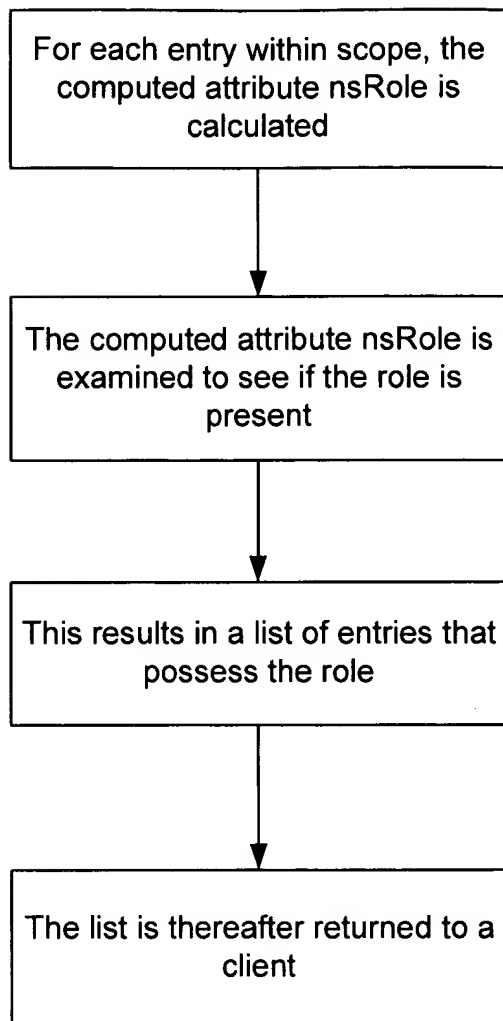 For each entry within scope, the
computed attribute nsRole is
calculated
The computed attribute nsRole is
examined to see if the role is
present
This results in a list of entries that
possess the role
The list is thereafter returned to a
client